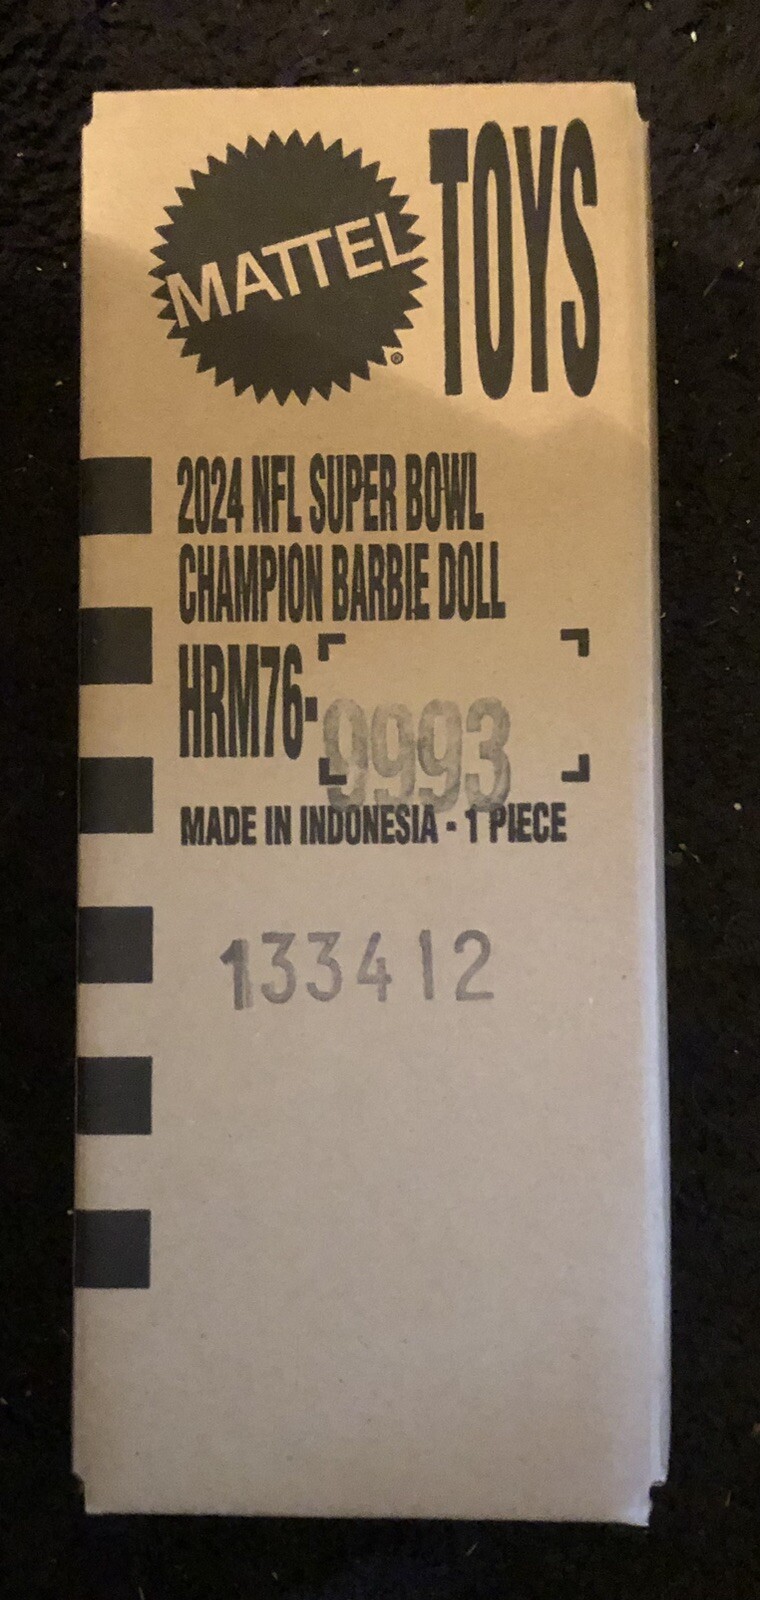 MATTEL® TOYS
2024 NFL SUPER BOWL
CHAMPION BARBIE DOLL
HRM76-9993
MADE IN INDONESIA - 1 PIECE
133412